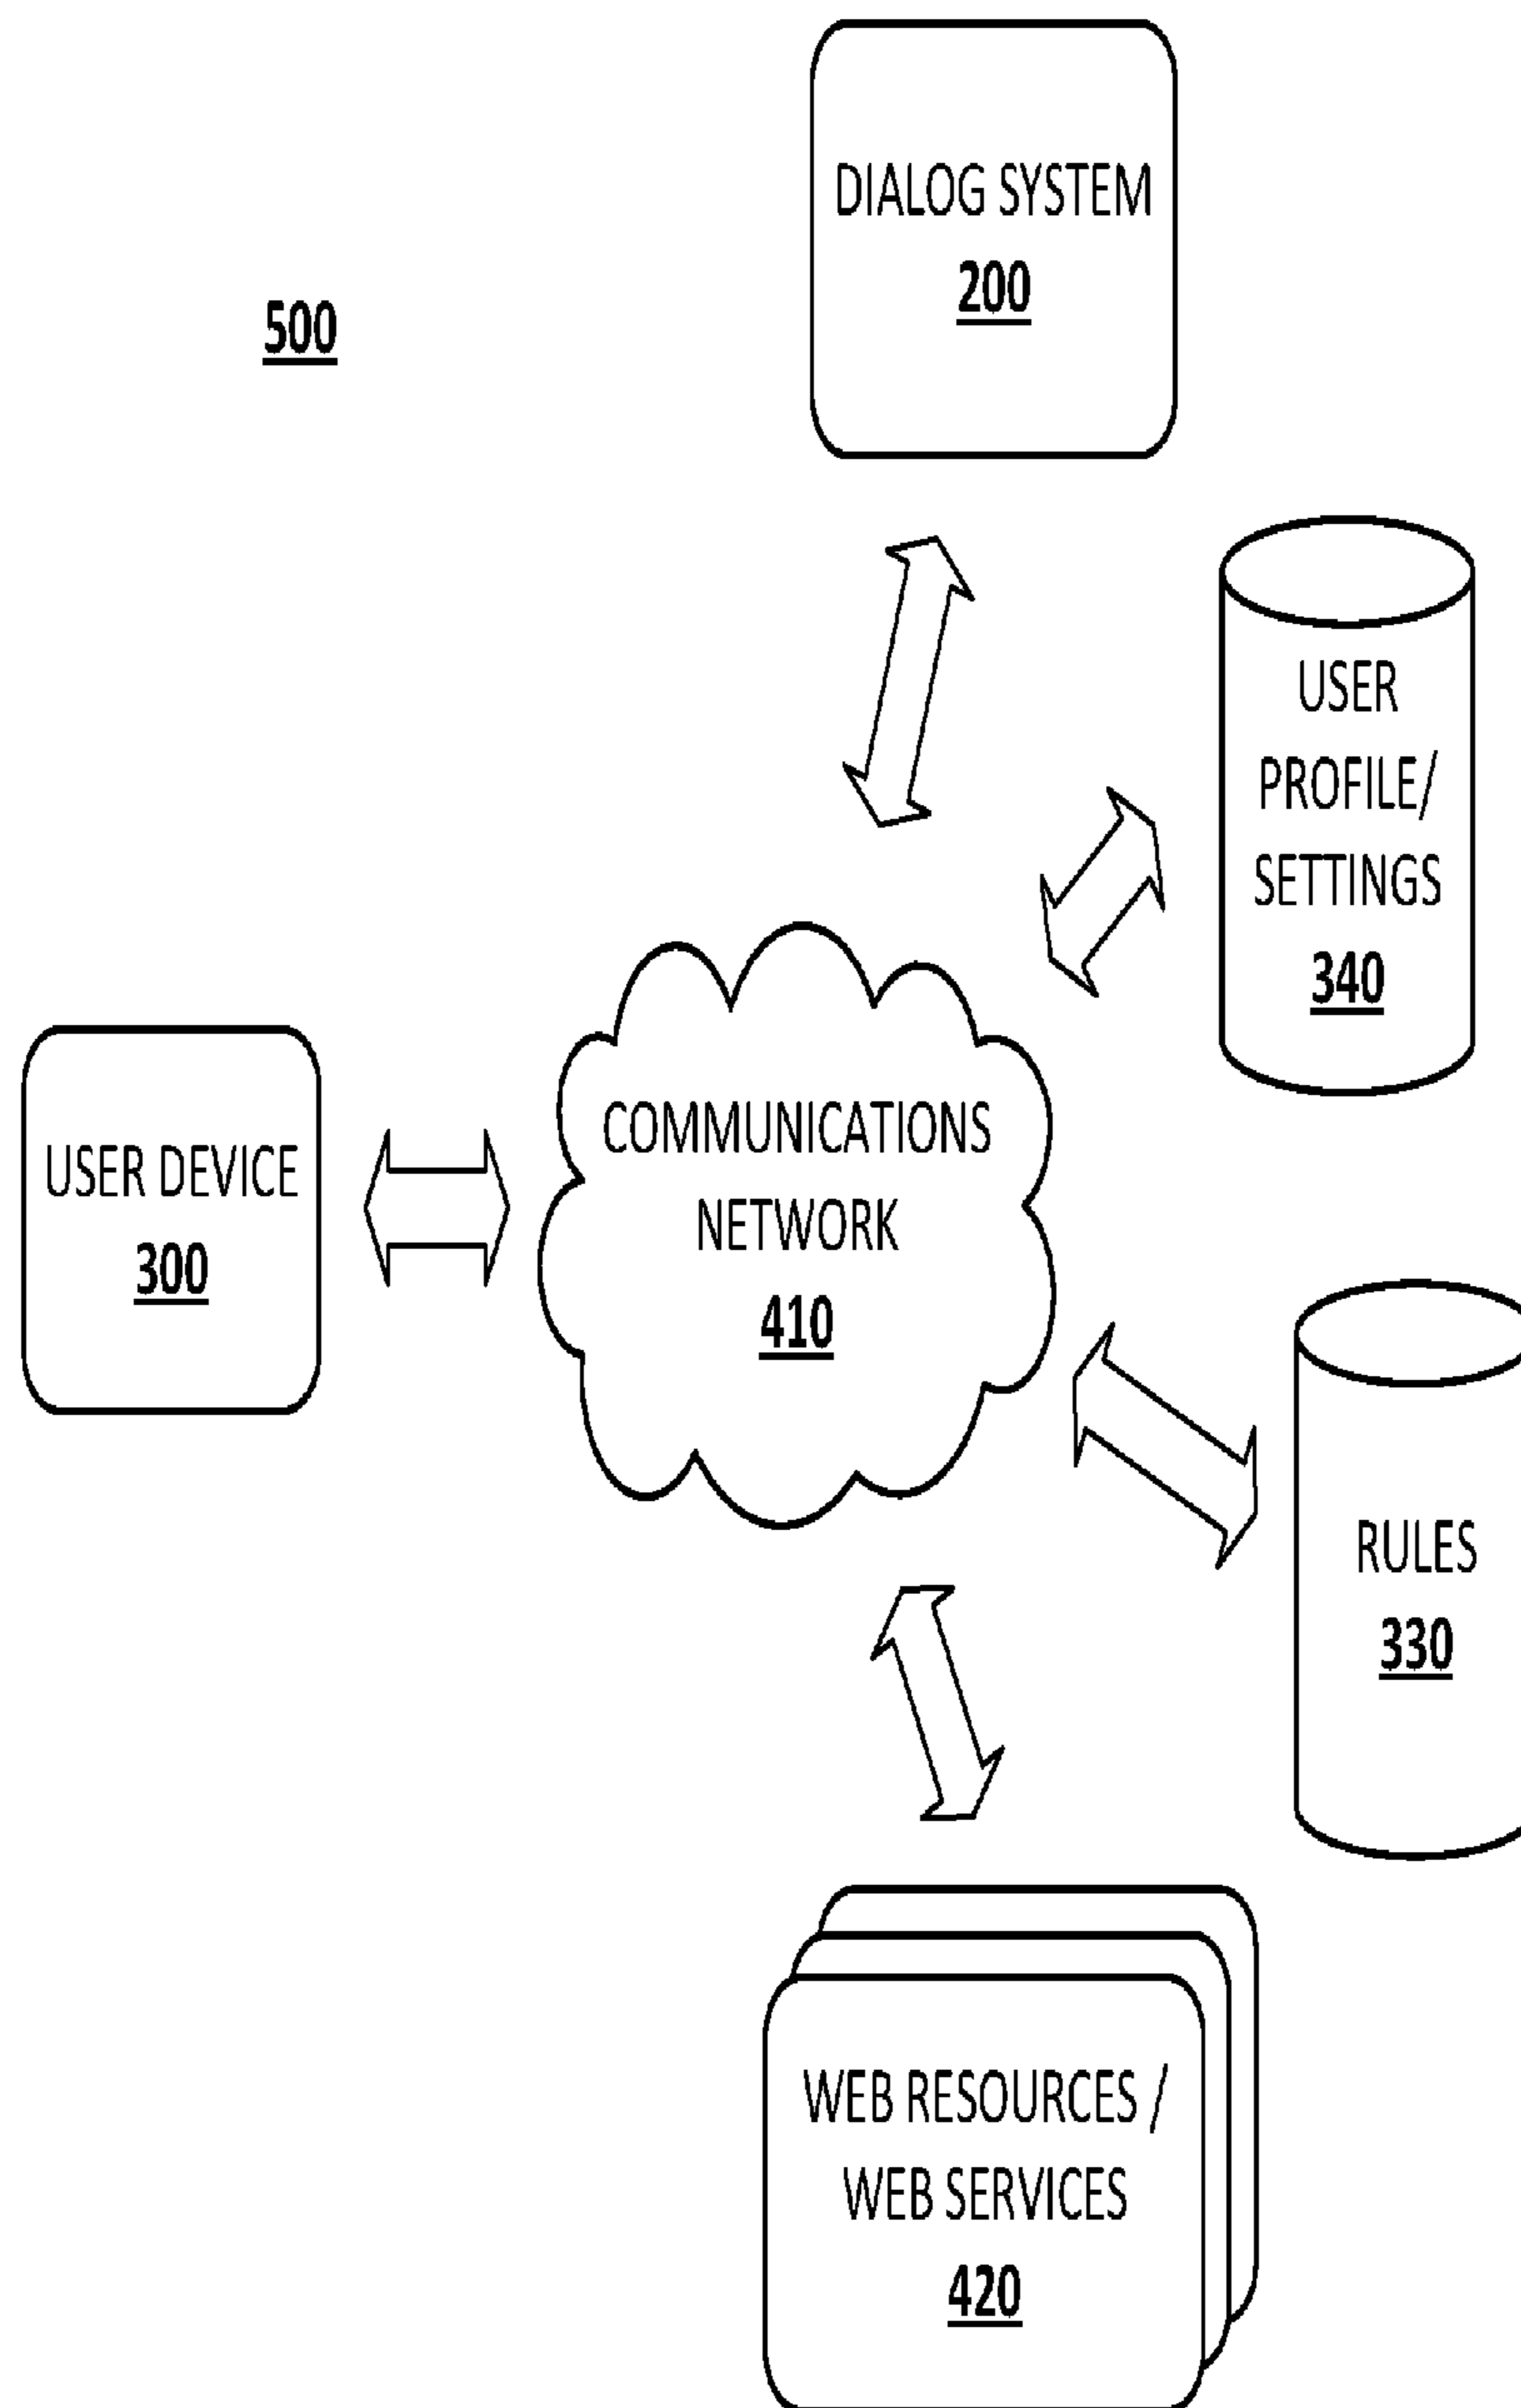 DIALOG SYSTEM
200
500
USER
PROFILE/
SETTINGS
340
USER DEVICE
300
COMMUNICATIONS
NETWORK
410
RULES
330
WEB RESOURCES /
WEB SERVICES
420